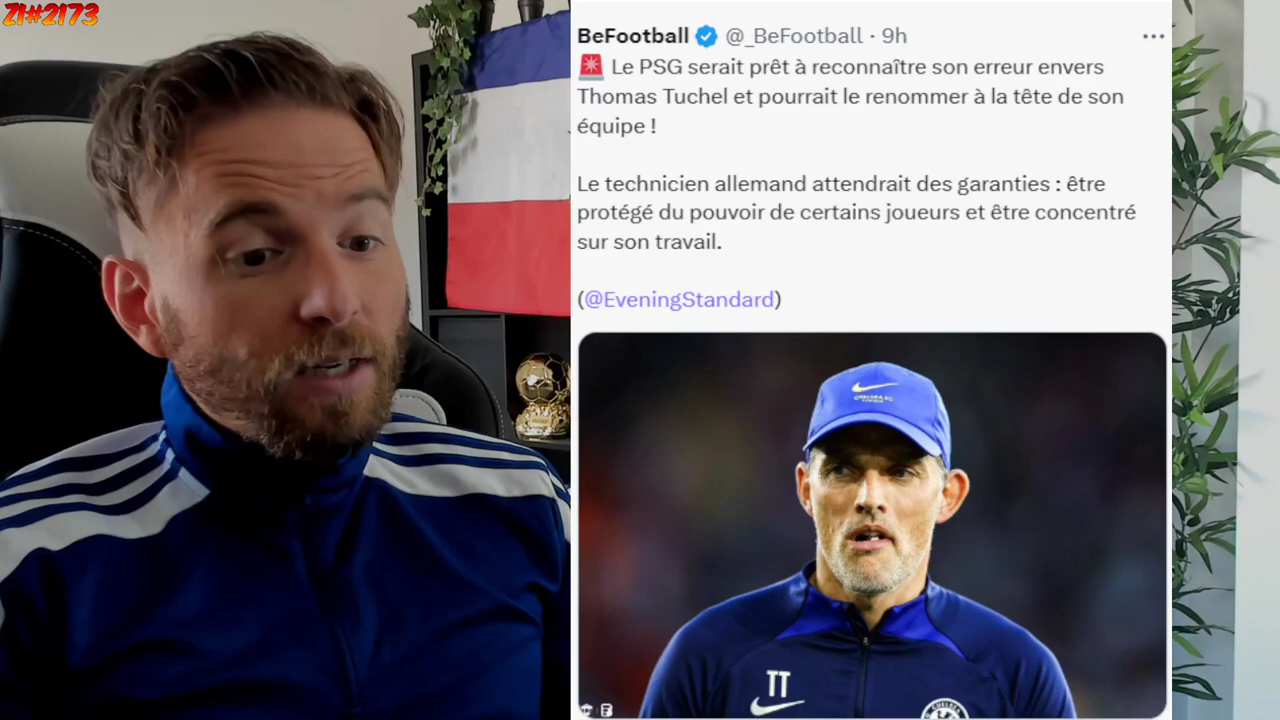 ZI#2173
BeFootball @_BeFootball · 9h
🚨 Le PSG serait prêt à reconnaître son erreur envers
Thomas Tuchel et pourrait le renommer à la tête de son
équipe !
Le technicien allemand attendrait des garanties : être
protégé du pouvoir de certains joueurs et être concentré
sur son travail.
(@EveningStandard)
TT